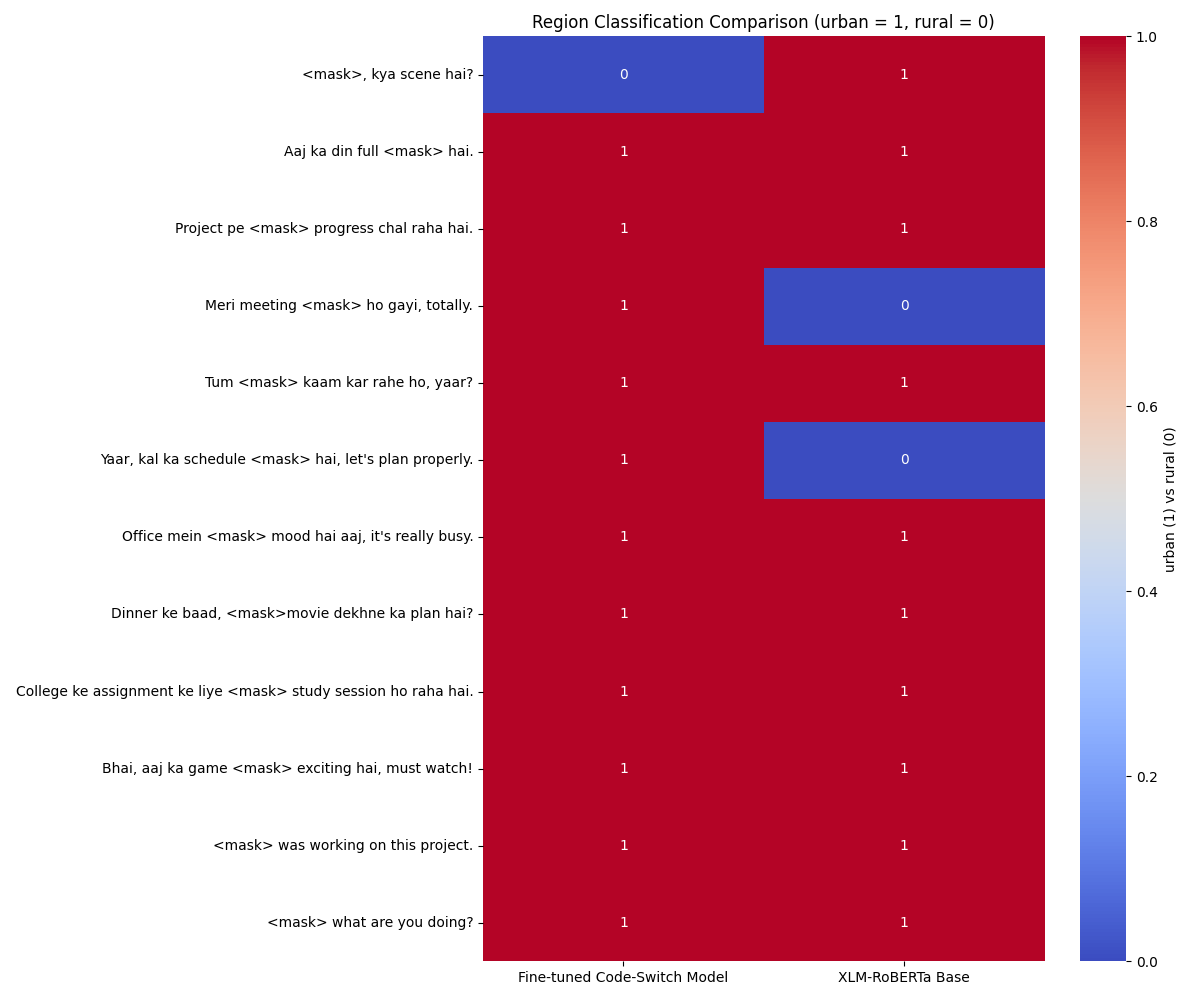 Region Classification Comparison (urban = 1, rural = 0)
<mask>, kya scene hai? 0 1
Aaj ka din full <mask> hai. 1 1
Project pe <mask> progress chal raha hai. 1 1
Meri meeting <mask> ho gayi, totally. 1 0
Tum <mask> kaam kar rahe ho, yaar? 1 1
Yaar, kal ka schedule <mask> hai, let's plan properly. 1 0
Office mein <mask> mood hai aaj, it's really busy. 1 1
Dinner ke baad, <mask>movie dekhne ka plan hai? 1 1
College ke assignment ke liye <mask> study session ho raha hai. 1 1
Bhai, aaj ka game <mask> exciting hai, must watch! 1 1
<mask> was working on this project. 1 1
<mask> what are you doing? 1 1
Fine-tuned Code-Switch Model XLM-RoBERTa Base
1.0
0.8
0.6
0.4
0.2
0.0
urban (1) vs rural (0)